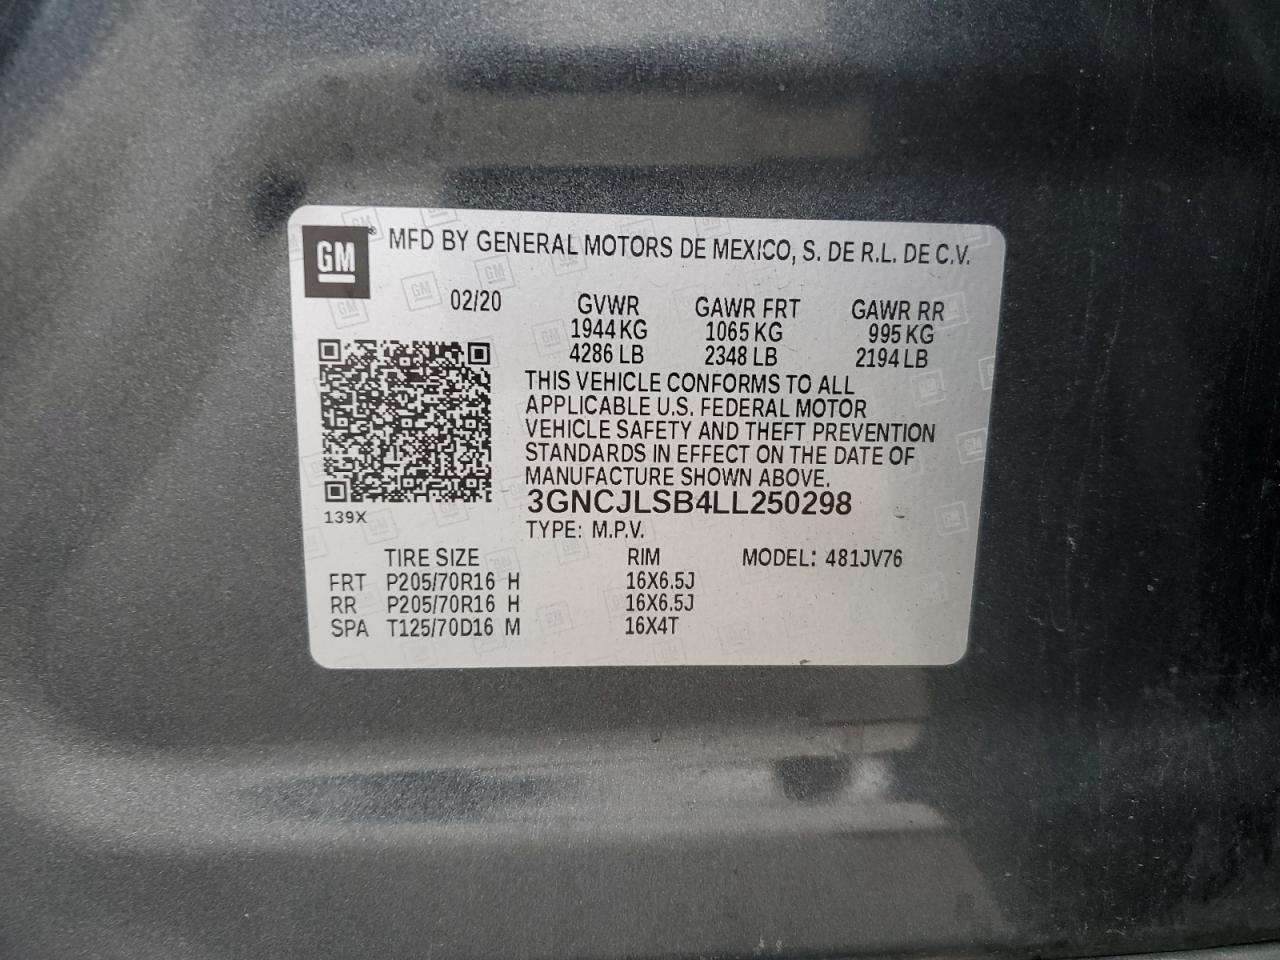 GM ® MFD BY GENERAL MOTORS DE MEXICO, S. DE R.L. DE C.V.
02/20 GVWR GAWR FRT GAWR RR
1944 KG 1065 KG 995 KG
4286 LB 2348 LB 2194 LB
THIS VEHICLE CONFORMS TO ALL
APPLICABLE U.S. FEDERAL MOTOR
VEHICLE SAFETY AND THEFT PREVENTION
STANDARDS IN EFFECT ON THE DATE OF
MANUFACTURE SHOWN ABOVE.
3GNCJLSB4LL250298
139X
TYPE: M.P.V.
TIRE SIZE RIM MODEL: 481JV76
FRT P205/70R16 H 16X6.5J
RR P205/70R16 H 16X6.5J
SPA T125/70D16 M 16X4T